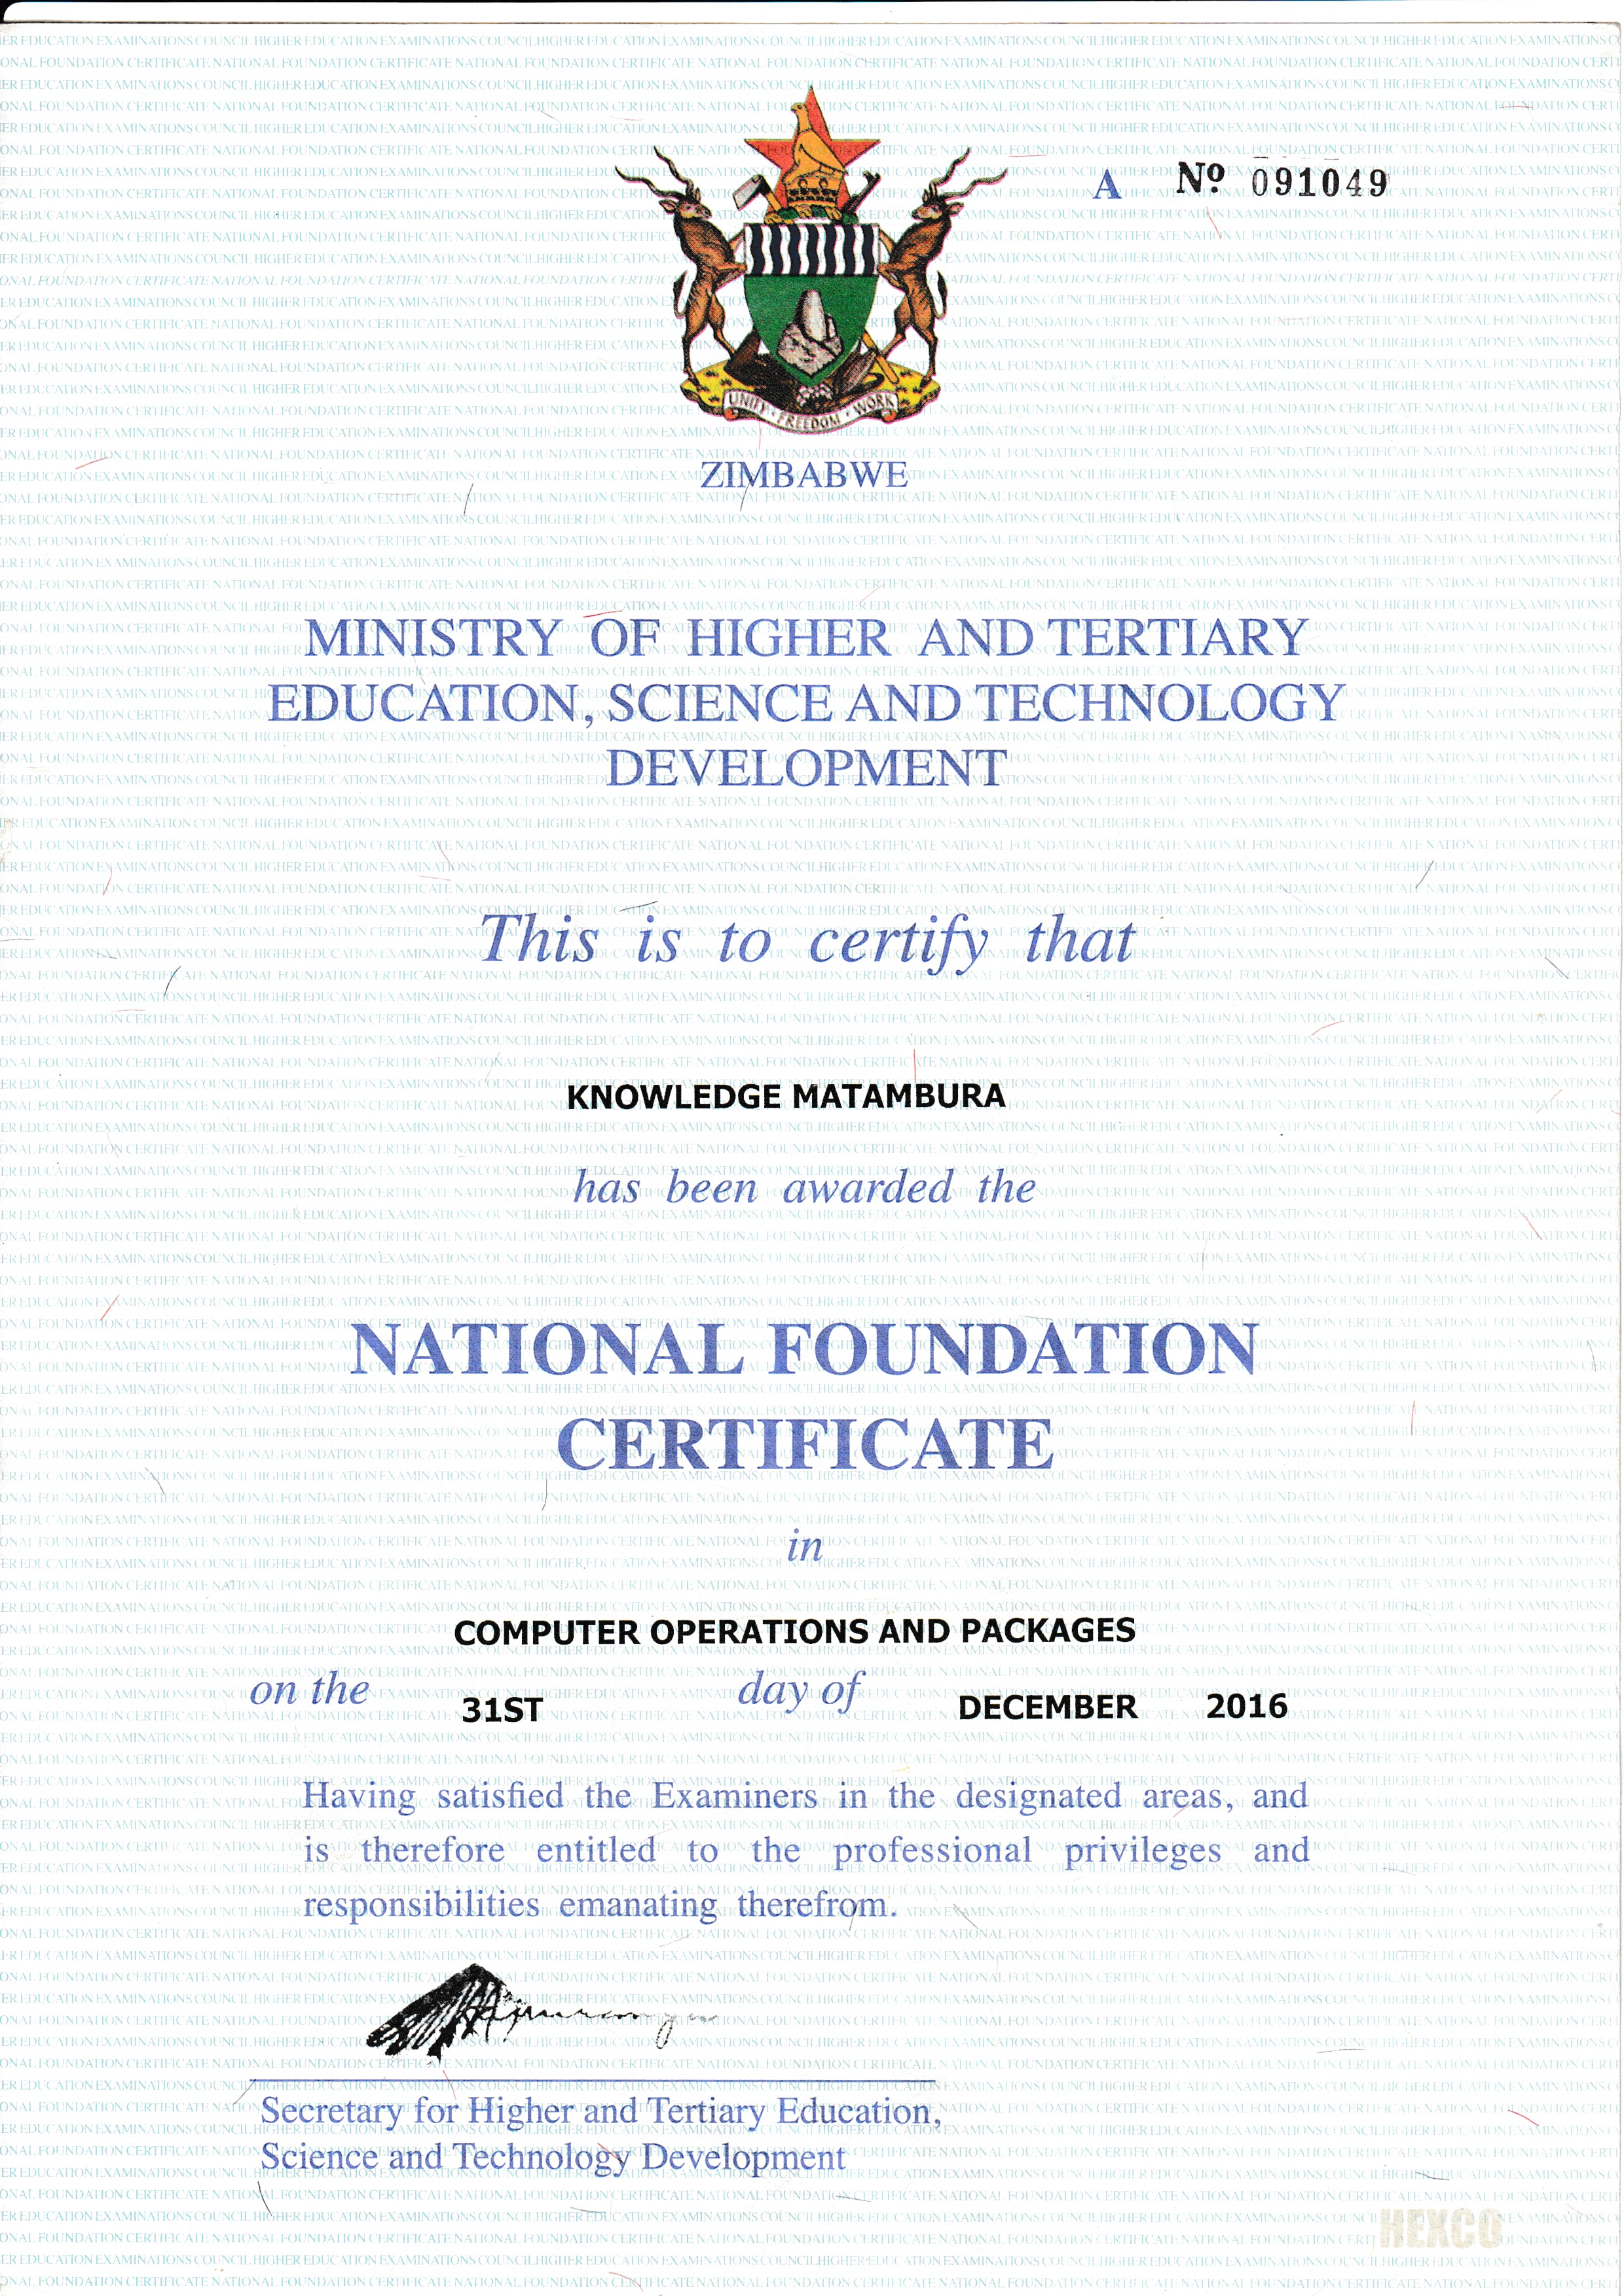 A Nº 091049
UNITY · FREEDOM · WORK
ZIMBABWE
MINISTRY OF HIGHER AND TERTIARY
EDUCATION, SCIENCE AND TECHNOLOGY
DEVELOPMENT
This is to certify that
KNOWLEDGE MATAMBURA
has been awarded the
NATIONAL FOUNDATION
CERTIFICATE
in
COMPUTER OPERATIONS AND PACKAGES
on the 31ST day of DECEMBER 2016
Having satisfied the Examiners in the designated areas, and
is therefore entitled to the professional privileges and
responsibilities emanating therefrom.
Secretary for Higher and Tertiary Education,
Science and Technology Development
HEXCO